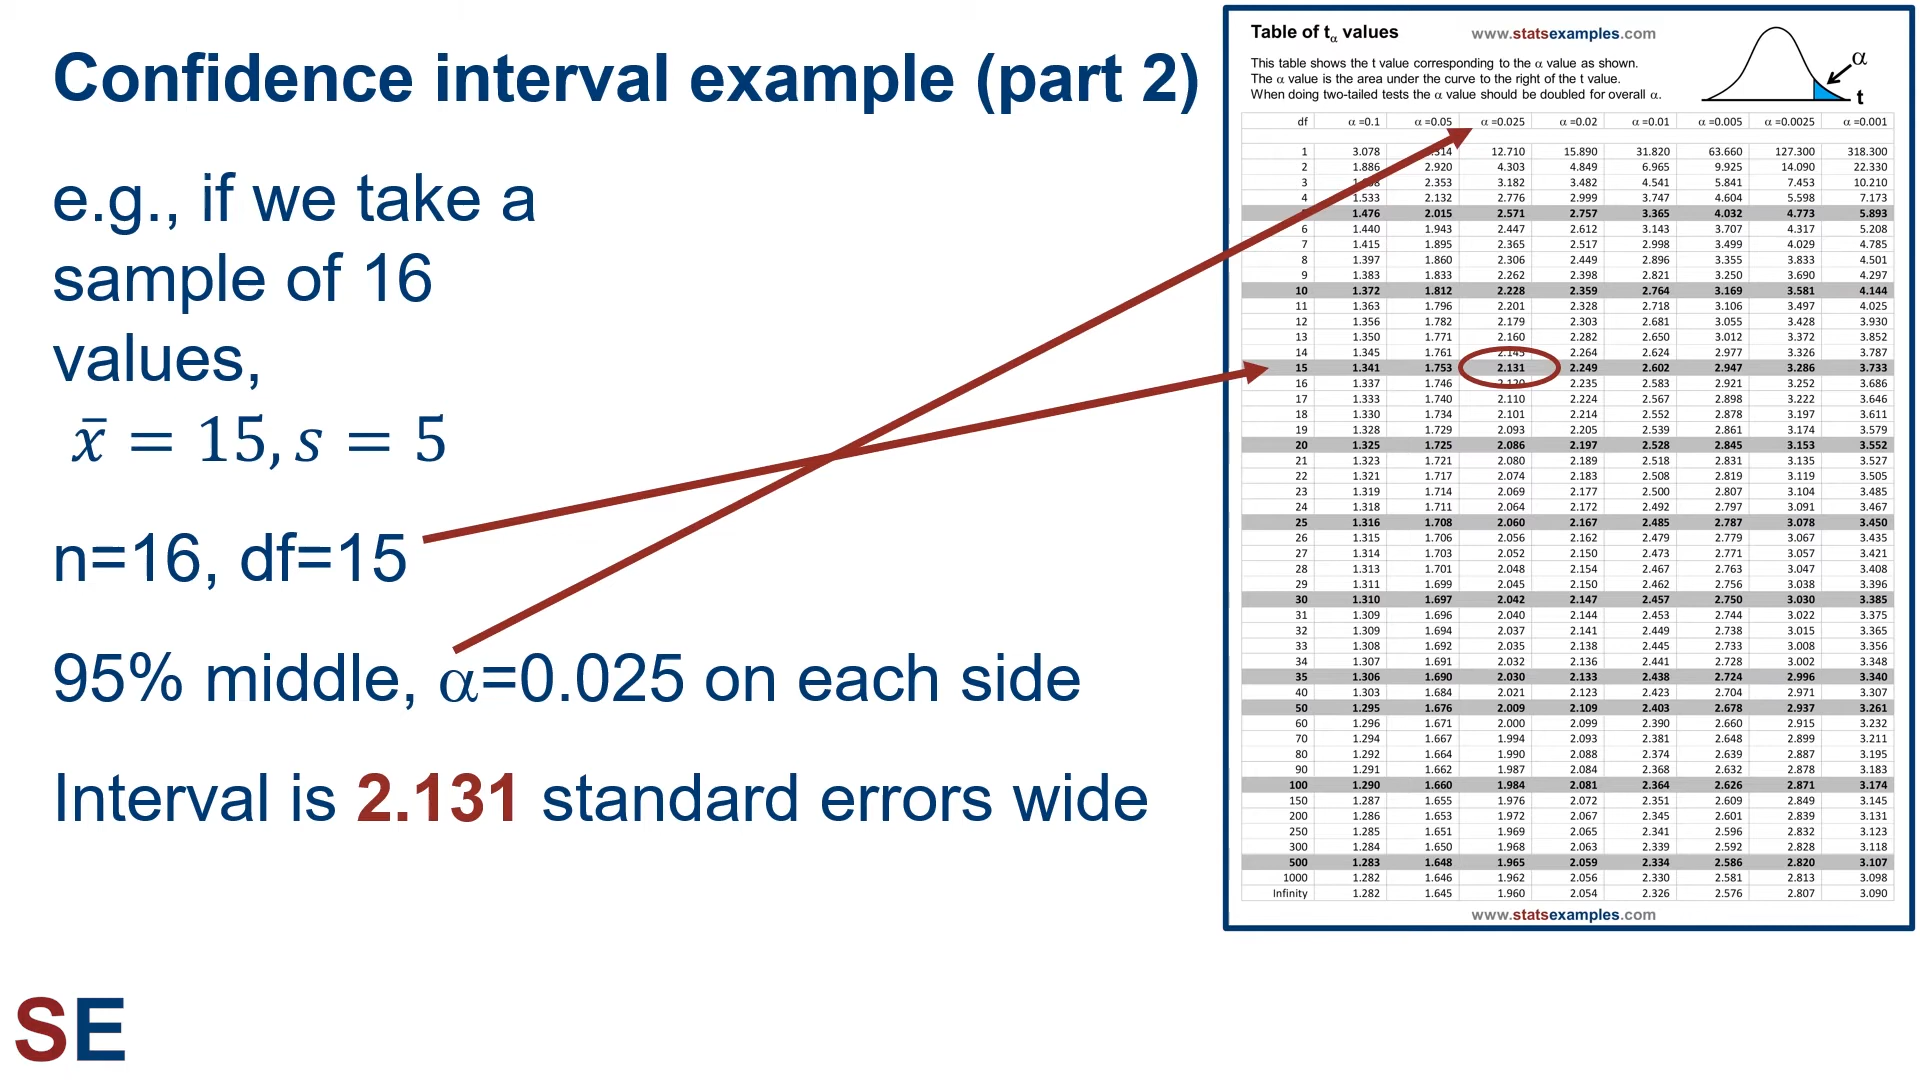 Confidence interval example (part 2)
e.g., if we take a
sample of 16
values,
x̄ = 15, s = 5
n=16, df=15
95% middle, α=0.025 on each side
Interval is 2.131 standard errors wide
SE
Table of tα values www.statsexamples.com
This table shows the t value corresponding to the α value as shown.
The α value is the area under the curve to the right of the t value.
When doing two-tailed tests the α value should be doubled for overall α.
α
t
df α =0.1 α =0.05 α =0.025 α =0.02 α =0.01 α =0.005 α =0.0025 α =0.001
1 3.078 12.710 15.890 31.820 63.660 127.300 318.300
2 1.886 2.920 4.303 4.849 6.965 9.925 14.090 22.330
3 2.353 3.182 3.482 4.541 5.841 7.453 10.210
4 1.533 2.132 2.776 2.999 3.747 4.604 5.598 7.173
1.476 2.015 2.571 2.757 3.365 4.032 4.773 5.893
6 1.440 1.943 2.447 2.612 3.143 3.707 4.317 5.208
7 1.415 1.895 2.365 2.517 2.998 3.499 4.029 4.785
8 1.397 1.860 2.306 2.449 2.896 3.355 3.833 4.501
9 1.383 1.833 2.262 2.398 2.821 3.250 3.690 4.297
10 1.372 1.812 2.228 2.359 2.764 3.169 3.581 4.144
11 1.363 1.796 2.201 2.328 2.718 3.106 3.497 4.025
12 1.356 1.782 2.179 2.303 2.681 3.055 3.428 3.930
13 1.350 1.771 2.160 2.282 2.650 3.012 3.372 3.852
14 1.345 1.761 2.145 2.264 2.624 2.977 3.326 3.787
15 1.341 1.753 2.131 2.249 2.602 2.947 3.286 3.733
16 1.337 1.746 2.120 2.235 2.583 2.921 3.252 3.686
17 1.333 1.740 2.110 2.224 2.567 2.898 3.222 3.646
18 1.330 1.734 2.101 2.214 2.552 2.878 3.197 3.611
19 1.328 1.729 2.093 2.205 2.539 2.861 3.174 3.579
20 1.325 1.725 2.086 2.197 2.528 2.845 3.153 3.552
21 1.323 1.721 2.080 2.189 2.518 2.831 3.135 3.527
22 1.321 1.717 2.074 2.183 2.508 2.819 3.119 3.505
23 1.319 1.714 2.069 2.177 2.500 2.807 3.104 3.485
24 1.318 1.711 2.064 2.172 2.492 2.797 3.091 3.467
25 1.316 1.708 2.060 2.167 2.485 2.787 3.078 3.450
26 1.315 1.706 2.056 2.162 2.479 2.779 3.067 3.435
27 1.314 1.703 2.052 2.150 2.473 2.771 3.057 3.421
28 1.313 1.701 2.048 2.154 2.467 2.763 3.047 3.408
29 1.311 1.699 2.045 2.150 2.462 2.756 3.038 3.396
30 1.310 1.697 2.042 2.147 2.457 2.750 3.030 3.385
31 1.309 1.696 2.040 2.144 2.453 2.744 3.022 3.375
32 1.309 1.694 2.037 2.141 2.449 2.738 3.015 3.365
33 1.308 1.692 2.035 2.138 2.445 2.733 3.008 3.356
34 1.307 1.691 2.032 2.136 2.441 2.728 3.002 3.348
35 1.306 1.690 2.030 2.133 2.438 2.724 2.996 3.340
40 1.303 1.684 2.021 2.123 2.423 2.704 2.971 3.307
50 1.295 1.676 2.009 2.109 2.403 2.678 2.937 3.261
60 1.296 1.671 2.000 2.099 2.390 2.660 2.915 3.232
70 1.294 1.667 1.994 2.093 2.381 2.648 2.899 3.211
80 1.292 1.664 1.990 2.088 2.374 2.639 2.887 3.195
90 1.291 1.662 1.987 2.084 2.368 2.632 2.878 3.183
100 1.290 1.660 1.984 2.081 2.364 2.626 2.871 3.174
150 1.287 1.655 1.976 2.072 2.351 2.609 2.849 3.145
200 1.286 1.653 1.972 2.067 2.345 2.601 2.839 3.131
250 1.285 1.651 1.969 2.065 2.341 2.596 2.832 3.123
300 1.284 1.650 1.968 2.063 2.339 2.592 2.828 3.118
500 1.283 1.648 1.965 2.059 2.334 2.586 2.820 3.107
1000 1.282 1.646 1.962 2.056 2.330 2.581 2.813 3.098
Infinity 1.282 1.645 1.960 2.054 2.326 2.576 2.807 3.090
www.statsexamples.com